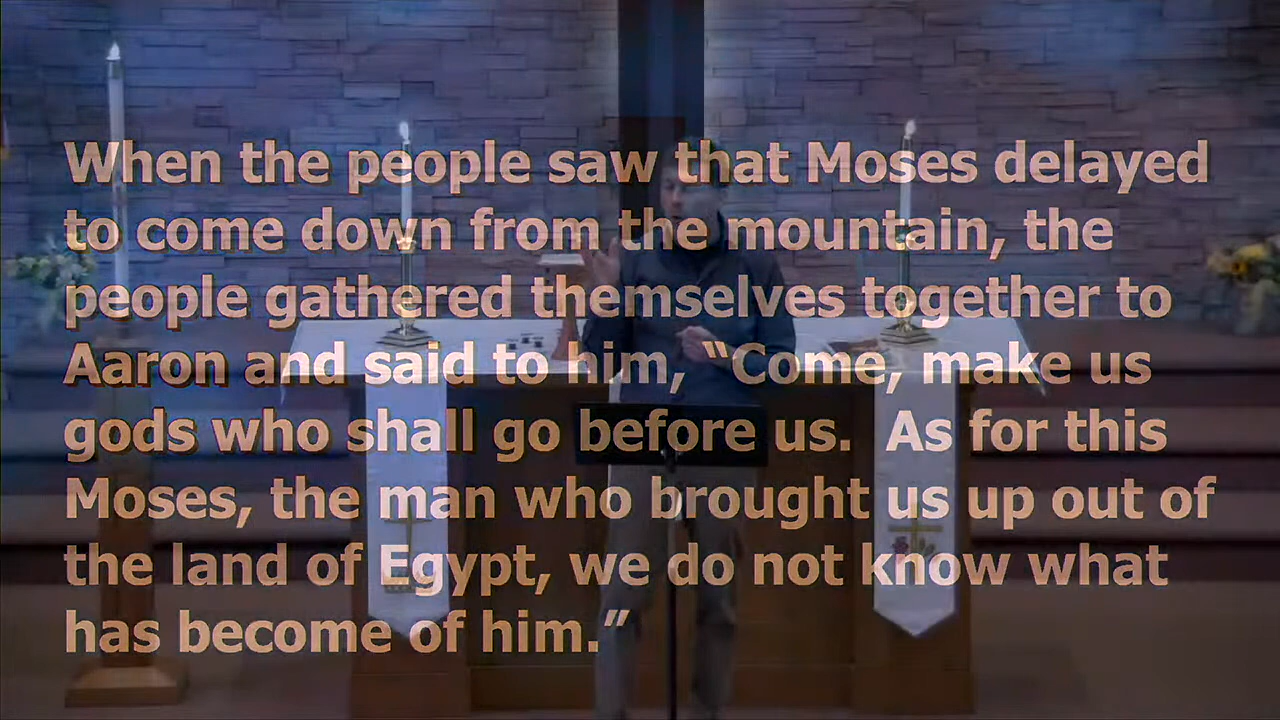 When the people saw that Moses delayed
to come down from the mountain, the
people gathered themselves together to
Aaron and said to him, “Come, make us
gods who shall go before us.  As for this
Moses, the man who brought us up out of
the land of Egypt, we do not know what
has become of him.”